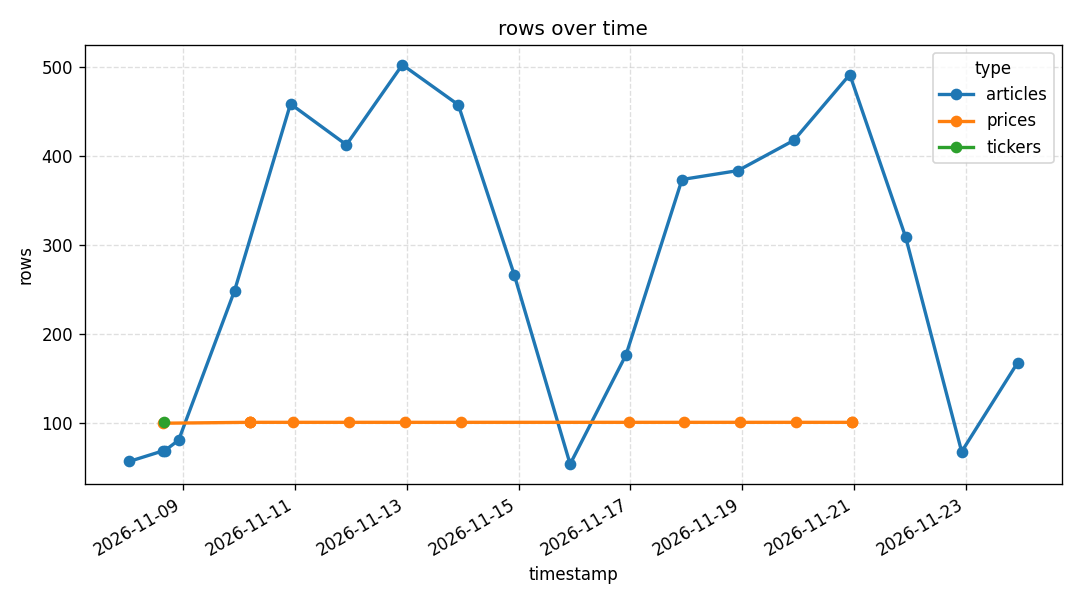 rows over time
type
articles
prices
tickers
rows
500
400
300
200
100
2026-11-09
2026-11-11
2026-11-13
2026-11-15
2026-11-17
2026-11-19
2026-11-21
2026-11-23
timestamp